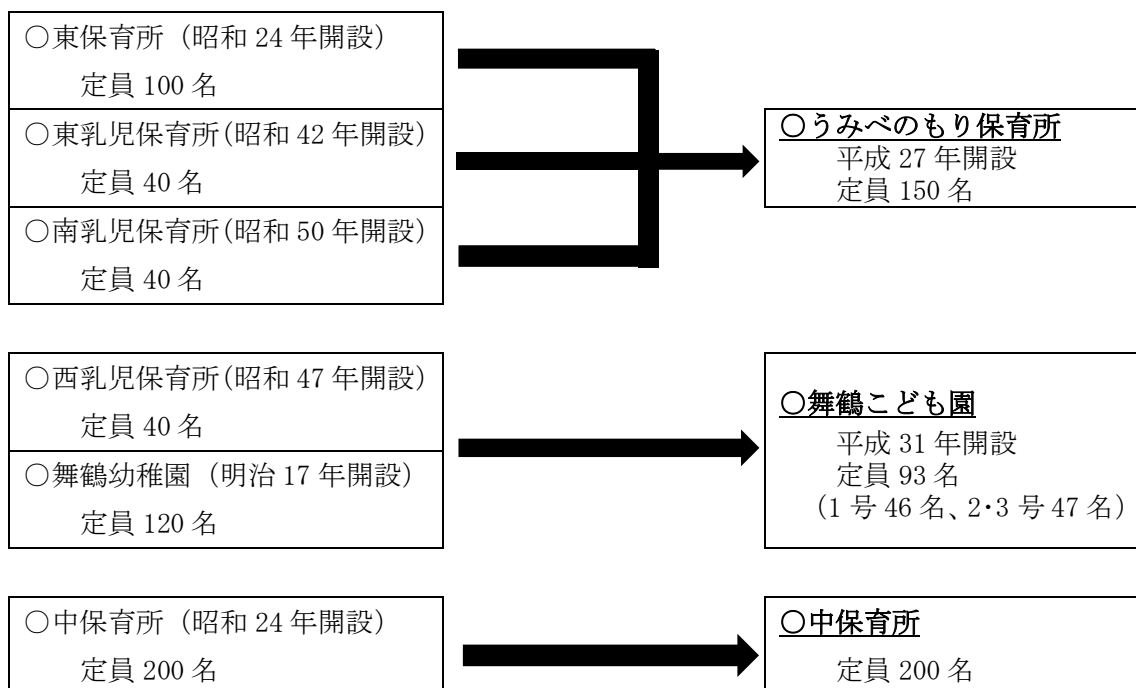 ○東保育所（昭和 24 年開設）
定員 100 名
○東乳児保育所(昭和 42 年開設)
定員 40 名
○南乳児保育所(昭和 50 年開設)
定員 40 名
○うみべのもり保育所
平成 27 年開設
定員 150 名
○西乳児保育所(昭和 47 年開設)
定員 40 名
○舞鶴幼稚園（明治 17 年開設）
定員 120 名
○舞鶴こども園
平成 31 年開設
定員 93 名
（1 号 46 名、2･3 号 47 名）
○中保育所（昭和 24 年開設）
定員 200 名
○中保育所
定員 200 名